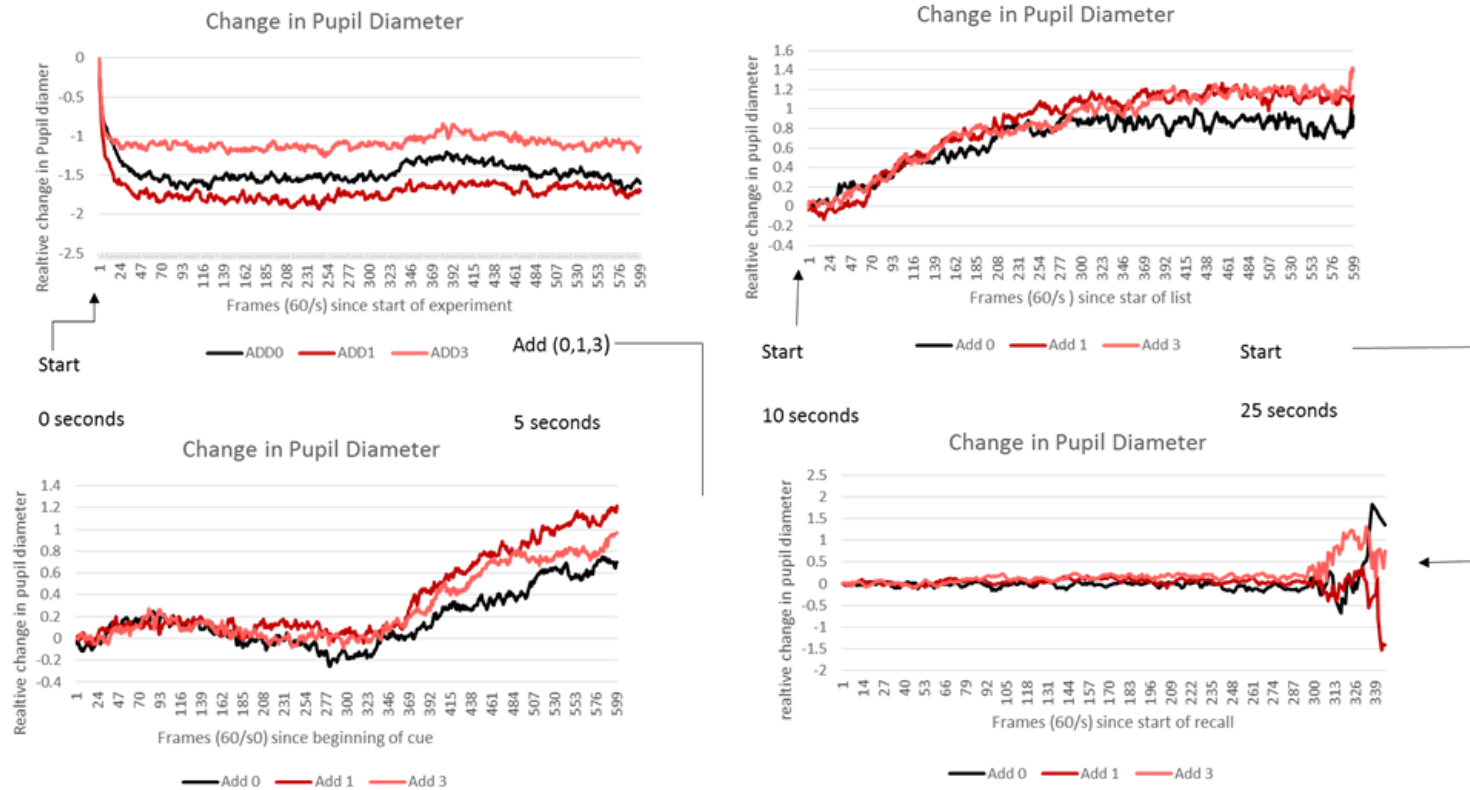 Change in Pupil Diameter
Realtive change in Pupil diamer
0
-0.5
-1
-1.5
-2
-2.5
1 24 47 70 93 116 139 162 185 208 231 254 277 300 323 346 369 392 415 438 461 484 507 530 553 576 599
Frames (60/s) since start of experiment
ADD0 ADD1 ADD3
Start
0 seconds
Add (0,1,3)
5 seconds
Change in Pupil Diameter
Realtive change in pupil diameter
1.6
1.4
1.2
1
0.8
0.6
0.4
0.2
0
-0.2
-0.4
1 24 47 70 93 116 139 162 185 208 231 254 277 300 323 346 369 392 415 438 461 484 507 530 553 576 599
Frames (60/s ) since star of list
Add 0 Add 1 Add 3
Start
10 seconds
Start
25 seconds
Change in Pupil Diameter
Realtive change in pupil diameter
1.4
1.2
1
0.8
0.6
0.4
0.2
0
-0.2
-0.4
1 24 47 70 93 116 139 162 185 208 231 254 277 300 323 346 369 392 415 438 461 484 507 530 553 576 599
Frames (60/s0) since beginning of cue
Add 0 Add 1 Add 3
Change in Pupil Diameter
realtive change in pupil diameter
2.5
2
1.5
1
0.5
0
-0.5
-1
-1.5
-2
1 14 27 40 53 66 79 92 105 118 131 144 157 170 183 196 209 222 235 248 261 274 287 300 313 326 339
Frames (60/s) since start of recall
Add 0 Add 1 Add 3